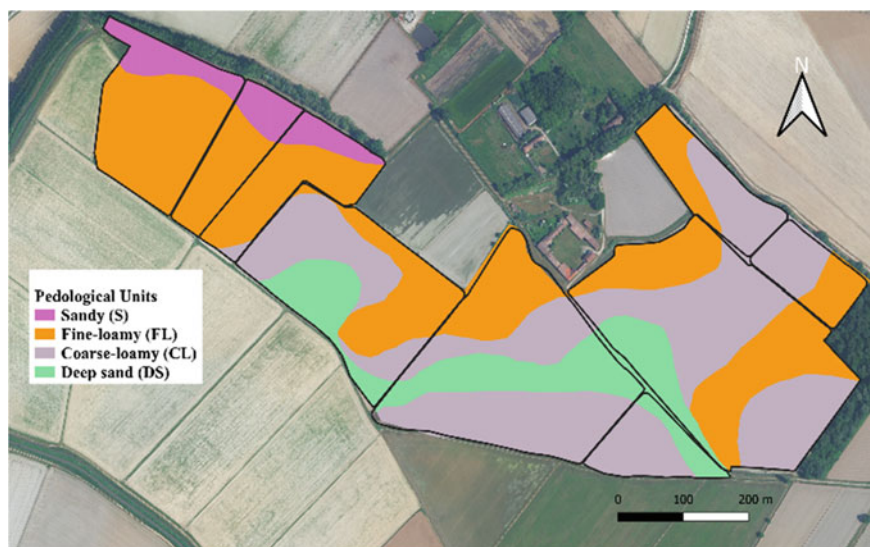 N
Pedological Units
Sandy (S)
Fine-loamy (FL)
Coarse-loamy (CL)
Deep sand (DS)
0 100 200 m